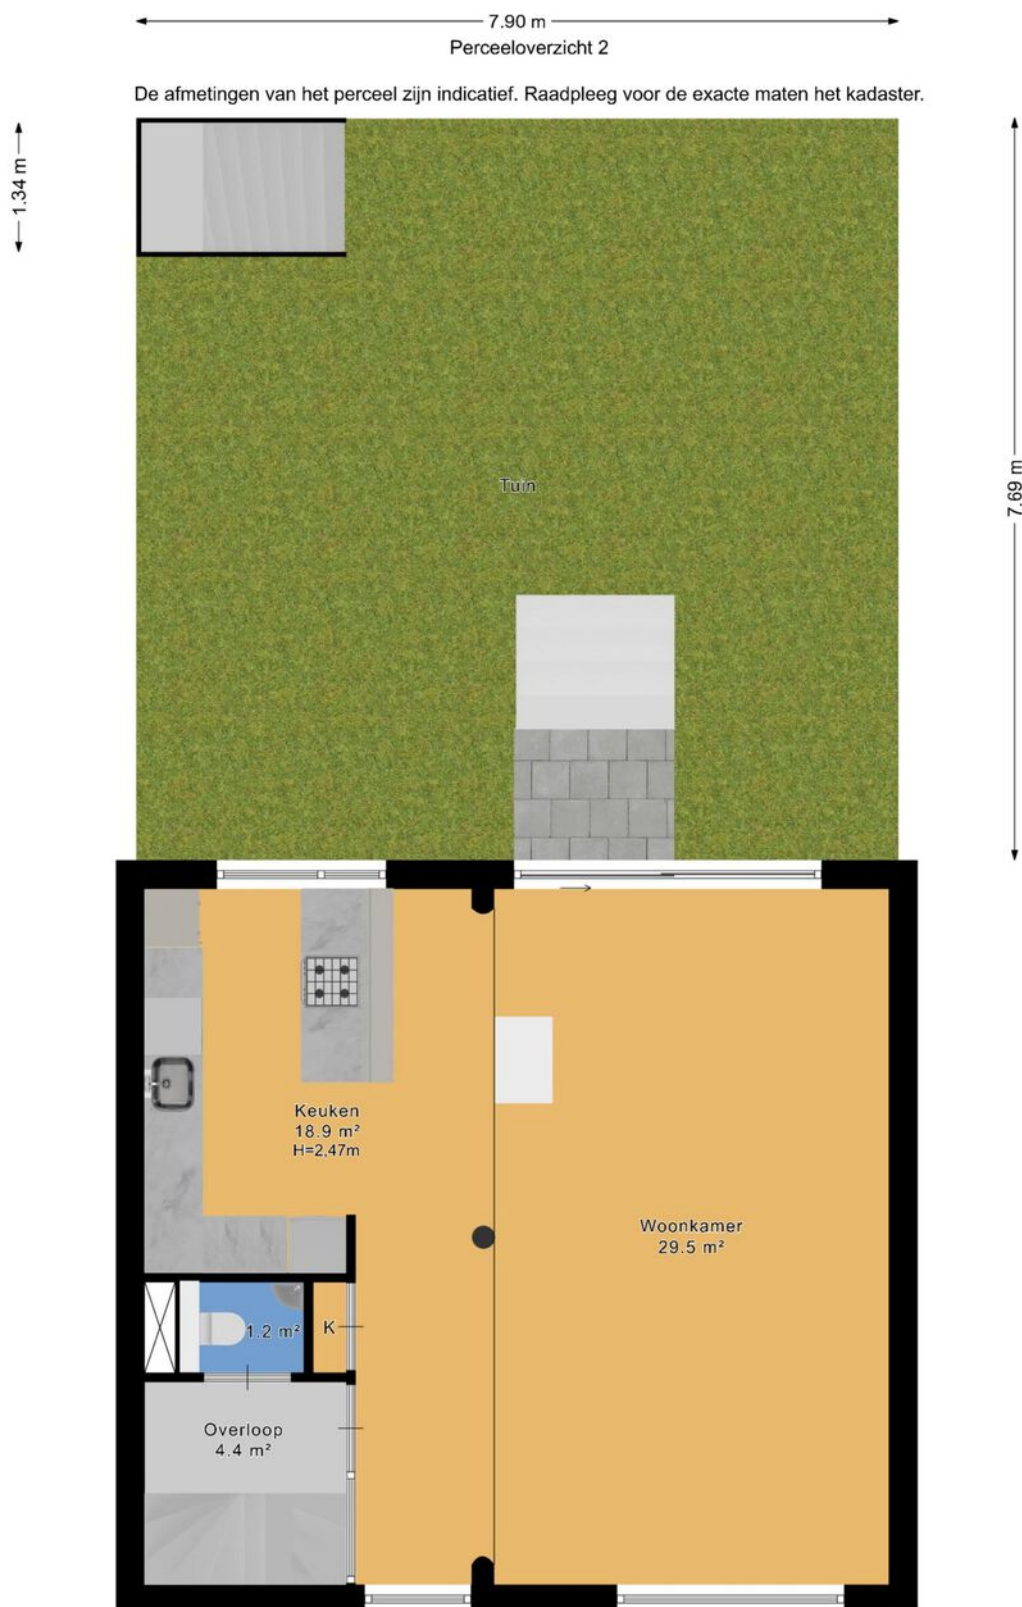 7.90 m
Perceeloverzicht 2
De afmetingen van het perceel zijn indicatief. Raadpleeg voor de exacte maten het kadaster.
1.34 m
7.69 m
Tuin
Keuken
18.9 m²
H=2,47m
Woonkamer
29.5 m²
1.2 m²
K
Overloop
4.4 m²